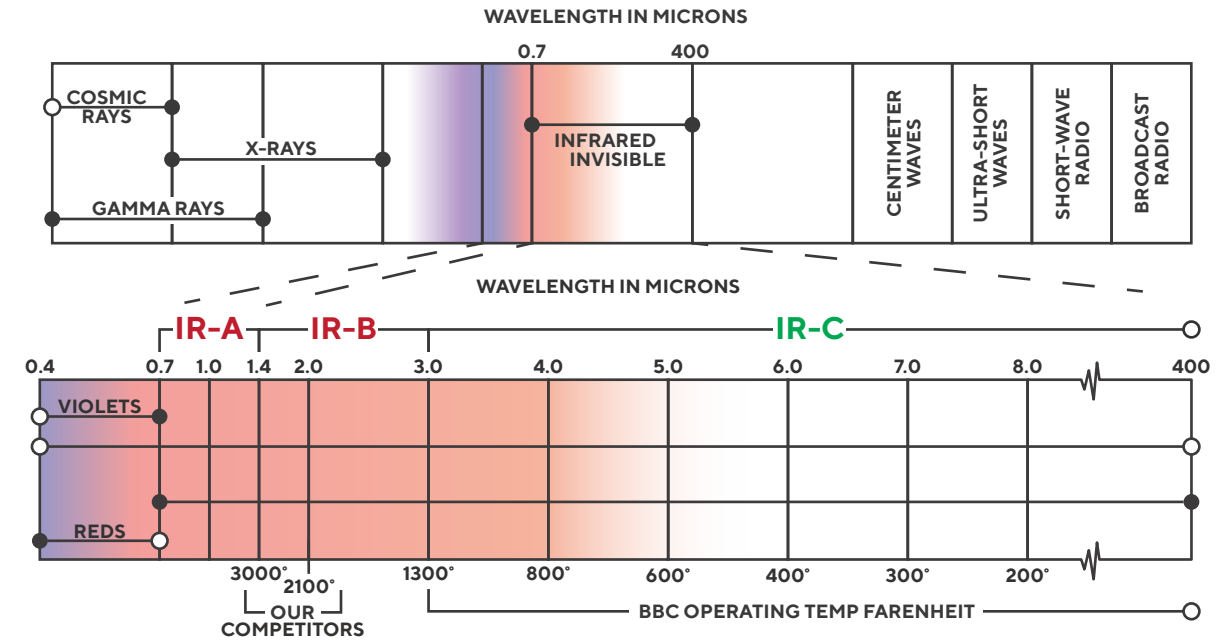 WAVELENGTH IN MICRONS
0.7 400
COSMIC
RAYS
X-RAYS
GAMMA RAYS
INFRARED
INVISIBLE
CENTIMETER
WAVES
ULTRA-SHORT
WAVES
SHORT-WAVE
RADIO
BROADCAST
RADIO
WAVELENGTH IN MICRONS
IR-A IR-B IR-C
0.4 0.7 1.0 1.4 2.0 3.0 4.0 5.0 6.0 7.0 8.0 400
VIOLETS
REDS
3000° 2100° 1300° 800° 600° 400° 300° 200°
OUR
COMPETITORS
BBC OPERATING TEMP FARENHEIT